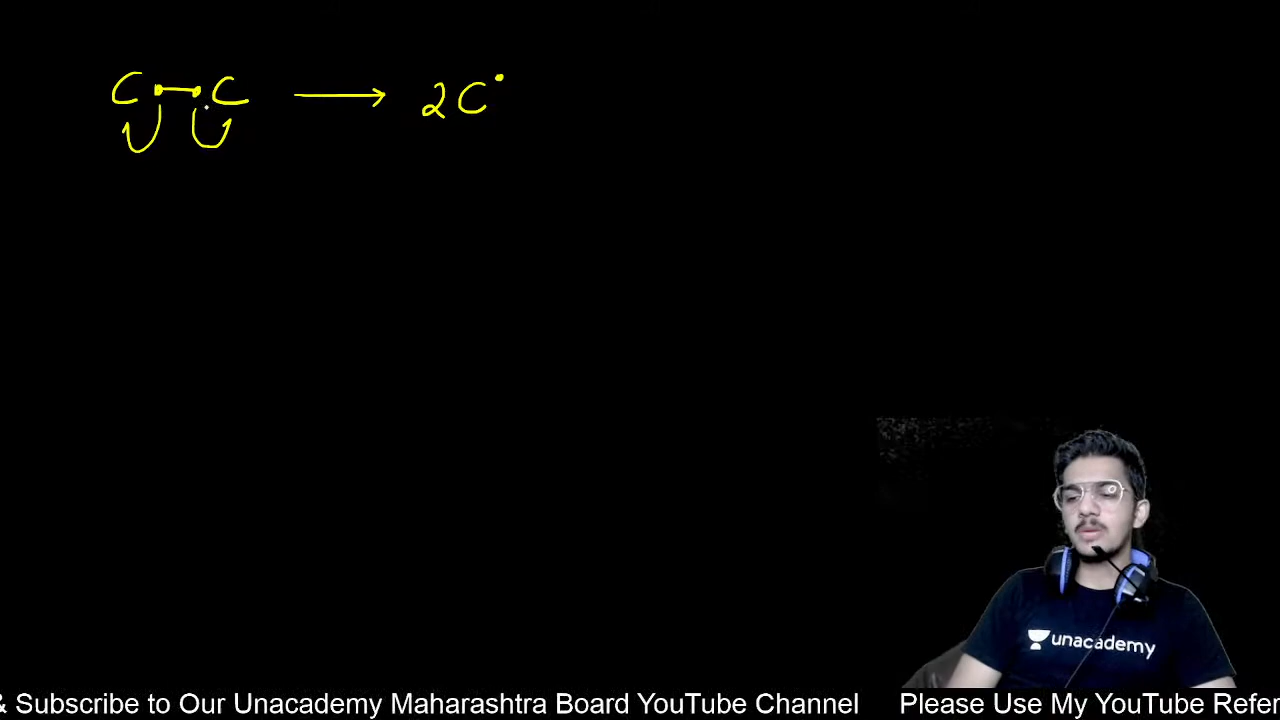 C—C ⟶ 2C•
unacademy
& Subscribe to Our Unacademy Maharashtra Board YouTube Channel Please Use My YouTube Refer